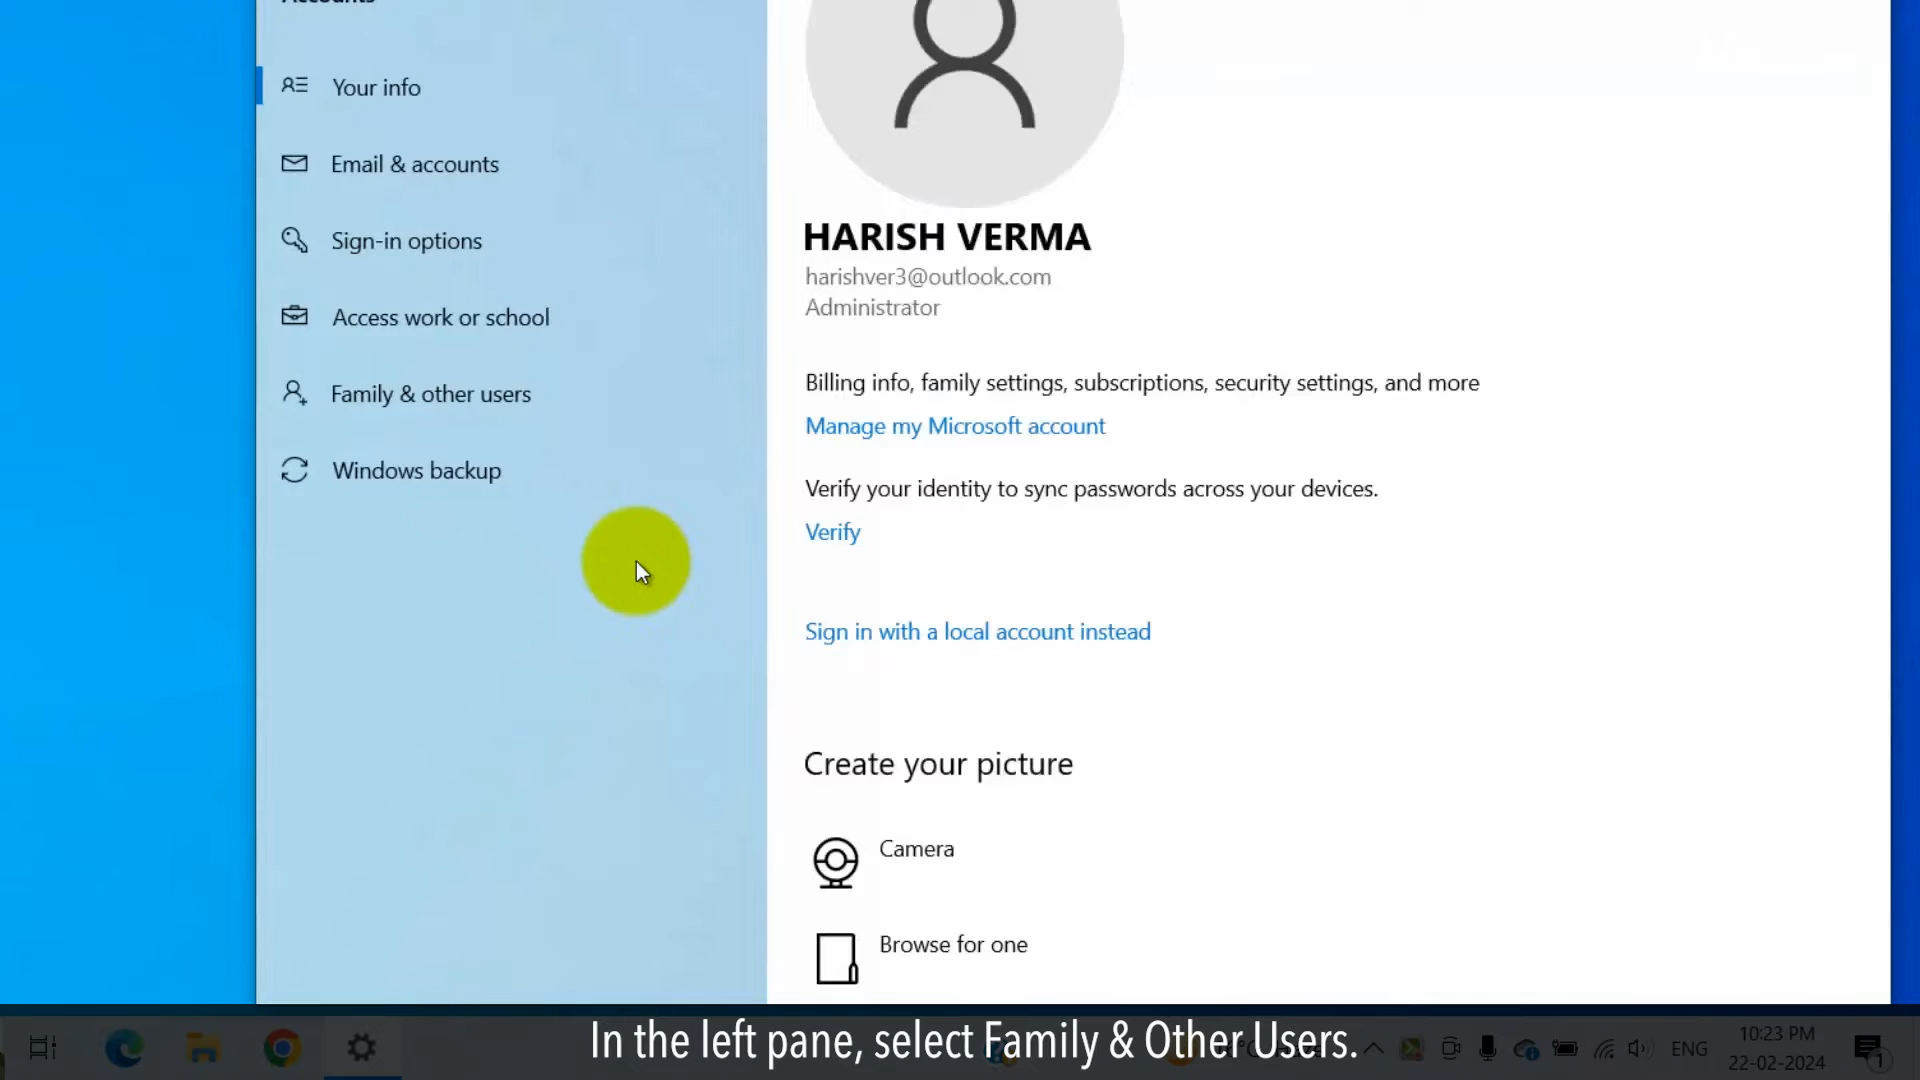 Accounts
Your info
Email & accounts
Sign-in options
Access work or school
Family & other users
Windows backup
HARISH VERMA
harishver3@outlook.com
Administrator
Billing info, family settings, subscriptions, security settings, and more
Manage my Microsoft account
Verify your identity to sync passwords across your devices.
Verify
Sign in with a local account instead
Create your picture
Camera
Browse for one
In the left pane, select Family & Other Users.
ENG
10:23 PM
22-02-2024
1